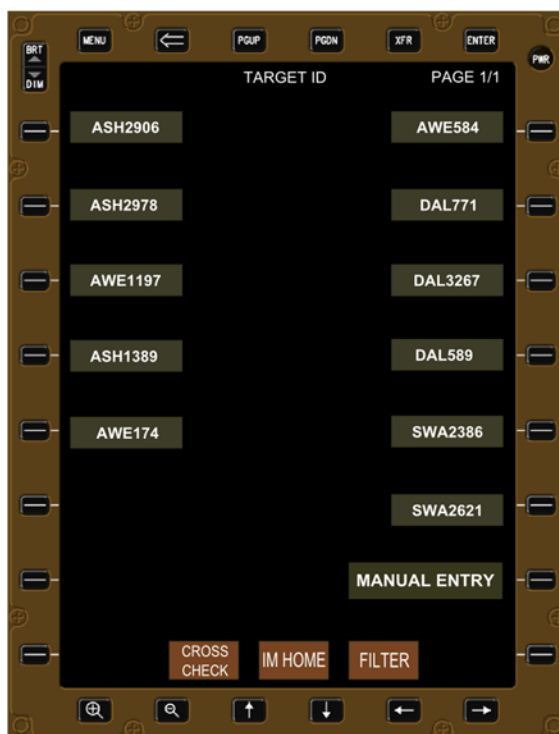 MENU PGUP PGDN XFR ENTER
BRT
DIM
PWR
TARGET ID PAGE 1/1
ASH2906 AWE584
ASH2978 DAL771
AWE1197 DAL3267
ASH1389 DAL589
AWE174 SWA2386
SWA2621
MANUAL ENTRY
CROSS
CHECK
IM HOME
FILTER